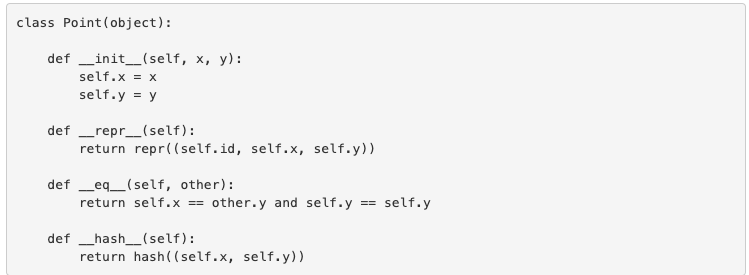 class Point(object):
    def __init__(self, x, y):
        self.x = x
        self.y = y
    def __repr__(self):
        return repr((self.id, self.x, self.y))
    def __eq__(self, other):
        return self.x == other.y and self.y == self.y
    def __hash__(self):
        return hash((self.x, self.y))